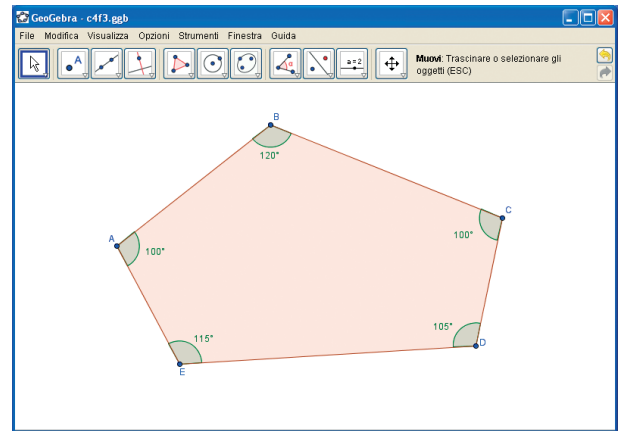 GeoGebra - c4f3.ggb
File Modifica Visualizza Opzioni Strumenti Finestra Guida
A
α
a=2
Muovi: Trascinare o selezionare gli
oggetti (ESC)
B
120°
C
100°
A
100°
105°
D
115°
E